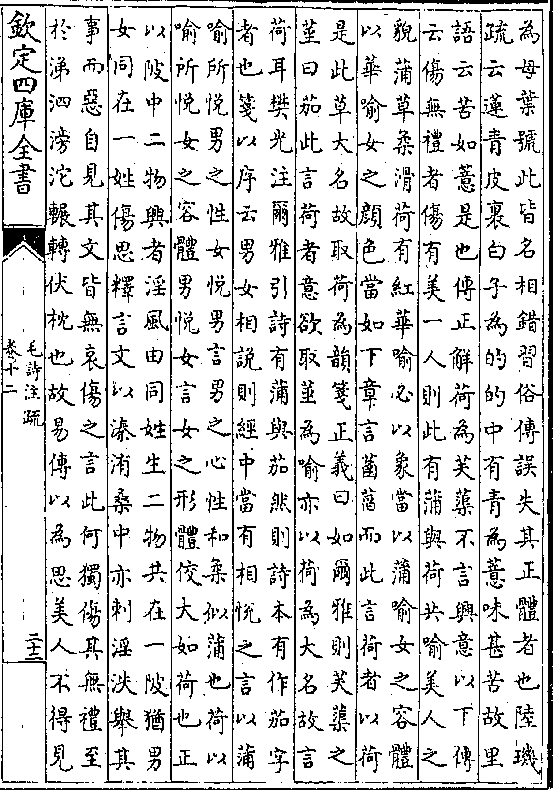 為母葉號此皆名相錯習俗傳誤失其正體者也陸璣
疏云蓮青皮裹白子為的的中有青為薏味甚苦故里
語云苦如薏是也傳正解荷為芙蕖不言興意以下傳
云傷無禮者傷有美一人則此有蒲與荷共喻美人之
貌蒲草柔滑荷有紅華喻必以象當以蒲喻女之容體
以華喻女之顔色當如下章言菡萏而此言荷者以荷
是此草大名故取荷為韻箋正義曰如爾雅則芙蕖之
莖曰茄此言荷者意欲取莖為喻亦以荷為大名故言
荷耳樊光注爾雅引詩有蒲與茄然則詩本有作茄字
者也箋以序云男女相説則經中當有相悦之言以蒲
喻所悦男之性女悦男言男之心性和柔似蒲也荷以
喻所悦女之容體男悦女言女之形體佼大如荷也正
以陂中二物興者淫風由同姓生二物共在一陂猶男
女同在一姓傷思釋言文以溱洧桑中亦刺淫泆舉其
事而惡自見其文皆無哀傷之言此何獨傷其無禮至
於涕泗滂沱輾轉伏枕也故易傳以為思美人不得見
欽定四庫全書
毛詩注疏
卷十二
二十三